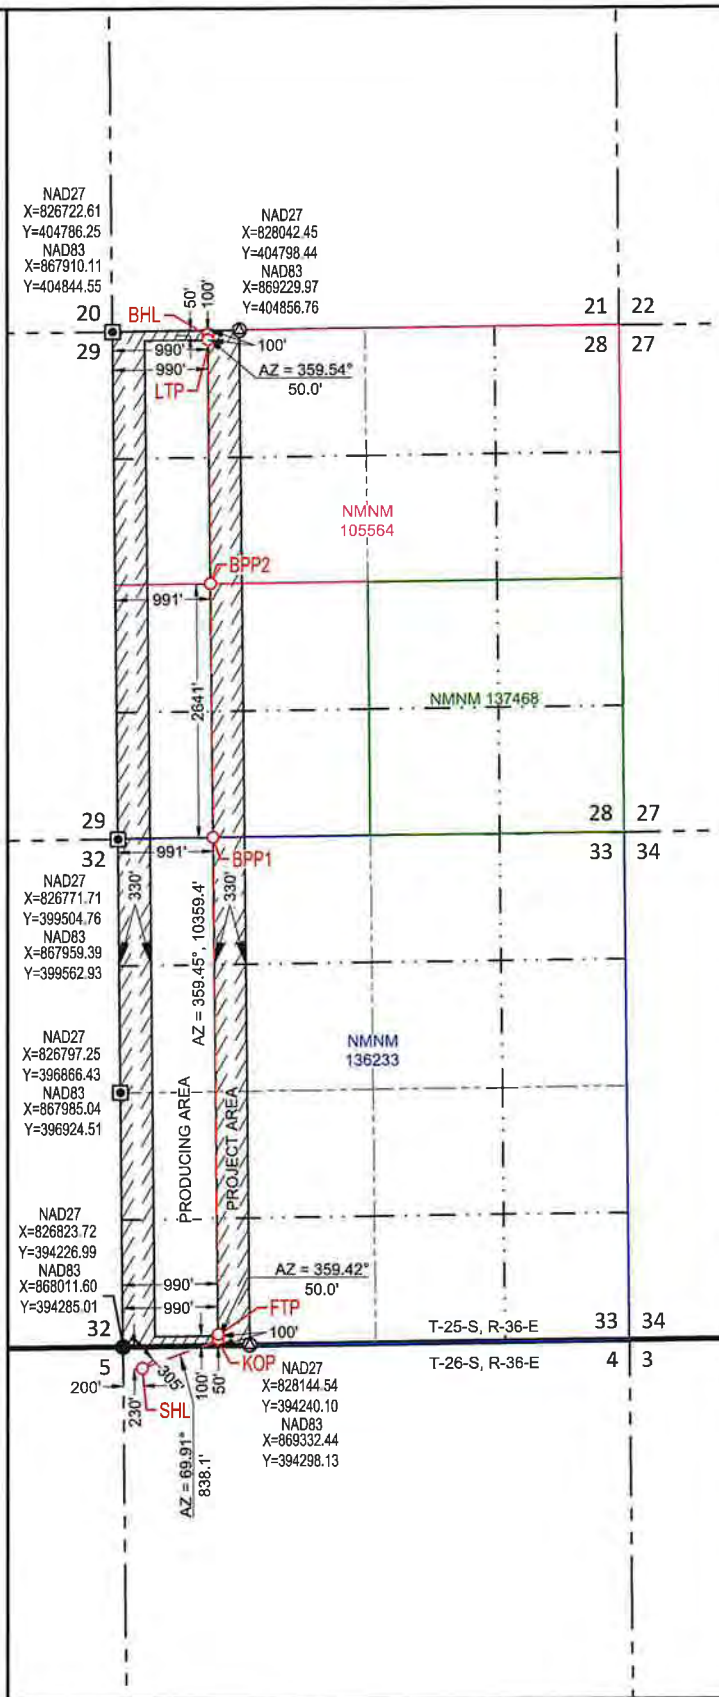 NAD27
X=826722.61
Y=404786.25
NAD83
X=867910.11
Y=404844.55
NAD27
X=828042.45
Y=404798.44
NAD83
X=869229.97
Y=404856.76
50'
100'
BHL
20
21 22
29
28 27
990'
100'
990'
AZ = 359.54°
50.0'
LTP
NMNM
105564
BPP2
991'
2641'
NMNM 137468
29
28 27
32
33 34
991'
BPP1
330'
330'
NAD27
X=826771.71
Y=399504.76
NAD83
X=867959.39
Y=399562.93
AZ = 359.45°, 10359.4'
NAD27
X=826797.25
Y=396866.43
NAD83
X=867985.04
Y=396924.51
NMNM
136233
PRODUCING AREA
PROJECT AREA
NAD27
X=826823.72
Y=394226.99
NAD83
X=868011.60
Y=394285.01
AZ = 359.42°
50.0'
990'
990'
FTP
100'
32
T-25-S, R-36-E
33 34
5
T-26-S, R-36-E
4 3
KOP
200'
230'
305'
100'
50'
SHL
AZ = 69.91°
838.1'
NAD27
X=828144.54
Y=394240.10
NAD83
X=869332.44
Y=394298.13